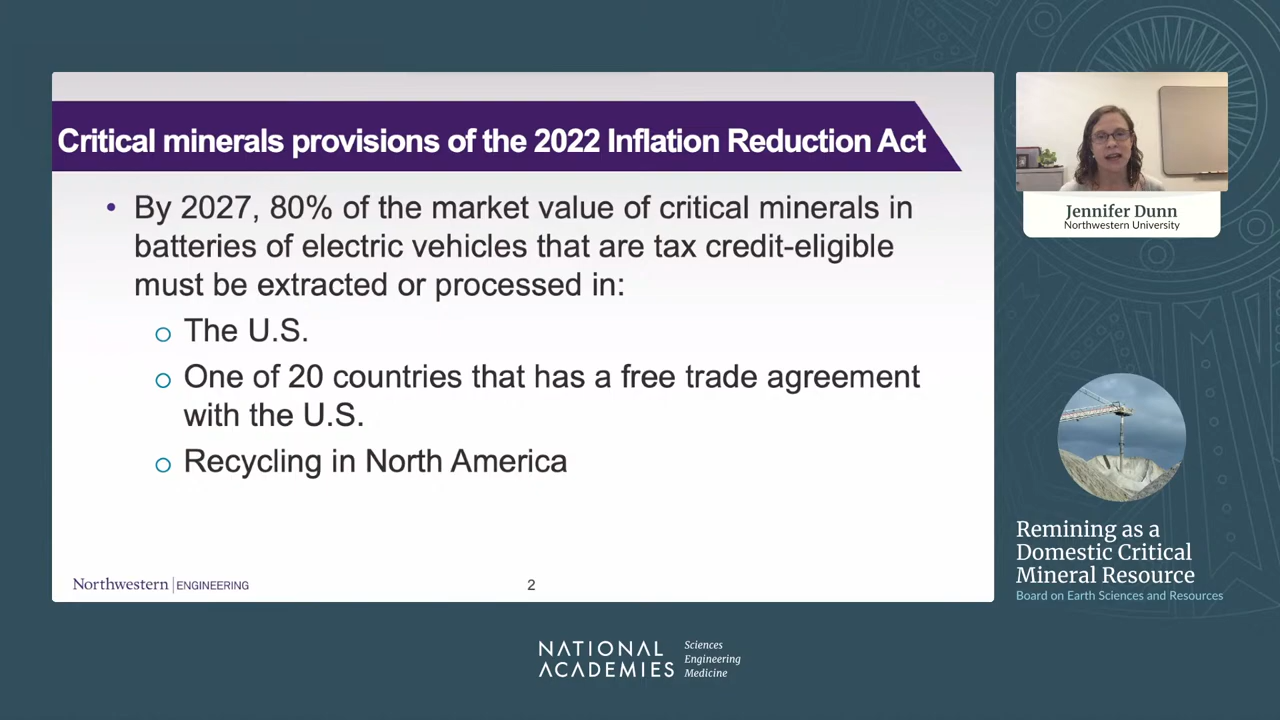 Critical minerals provisions of the 2022 Inflation Reduction Act
• By 2027, 80% of the market value of critical minerals in
batteries of electric vehicles that are tax credit-eligible
must be extracted or processed in:
o The U.S.
o One of 20 countries that has a free trade agreement
with the U.S.
o Recycling in North America
Northwestern | ENGINEERING
2
Jennifer Dunn
Northwestern University
Remining as a
Domestic Critical
Mineral Resource
Board on Earth Sciences and Resources
NATIONAL
ACADEMIES
Sciences
Engineering
Medicine